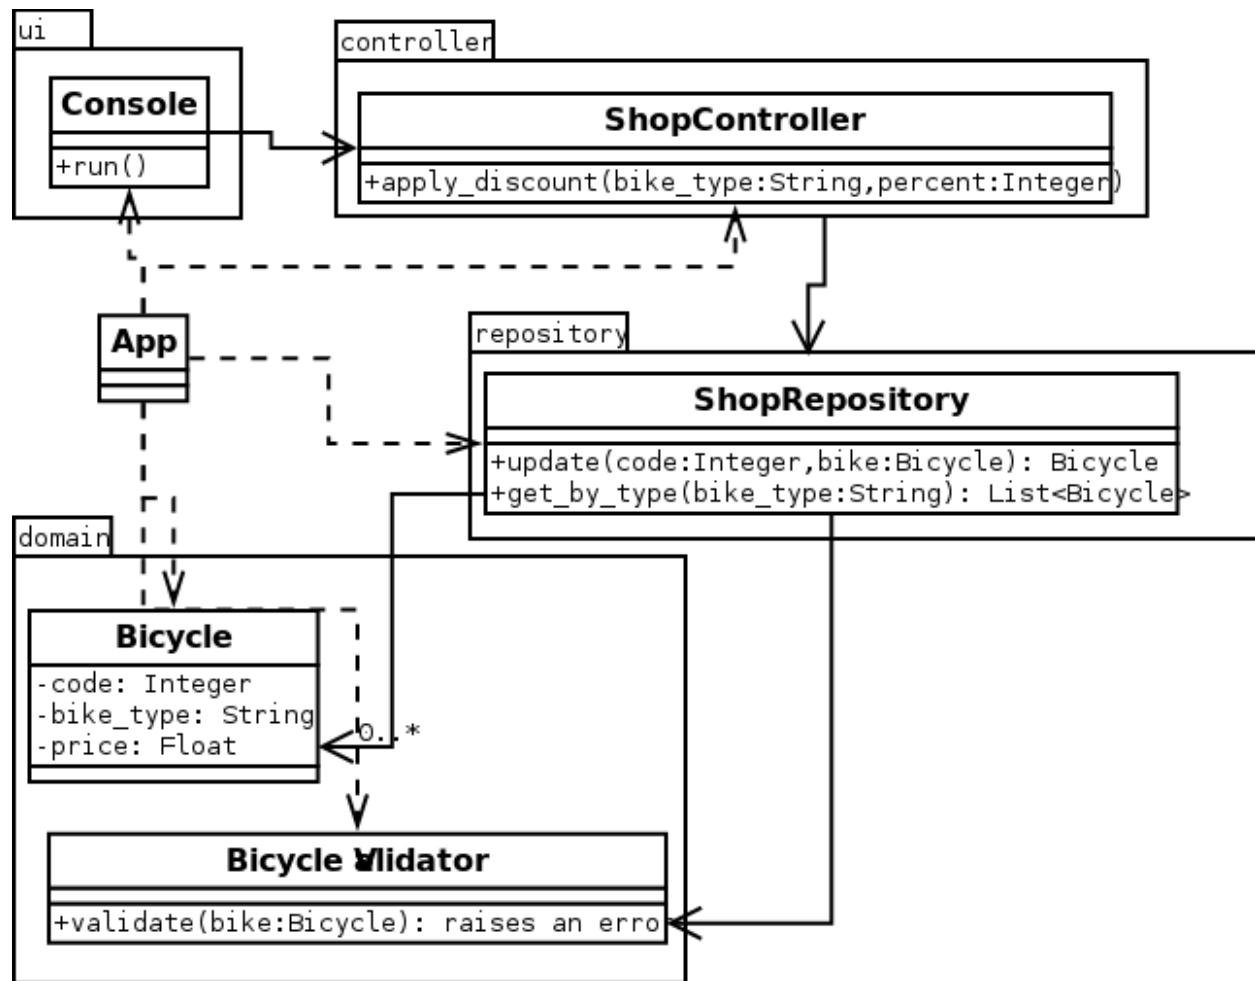 ui
controller
Console
ShopController
+run()
+apply_discount(bike_type:String,percent:Integer)
App
repository
ShopRepository
+update(code:Integer,bike:Bicycle): Bicycle
+get_by_type(bike_type:String): List<Bicycle>
domain
Bicycle
-code: Integer
-bike_type: String
-price: Float
0..*
Bicycle Validator
+validate(bike:Bicycle): raises an erro